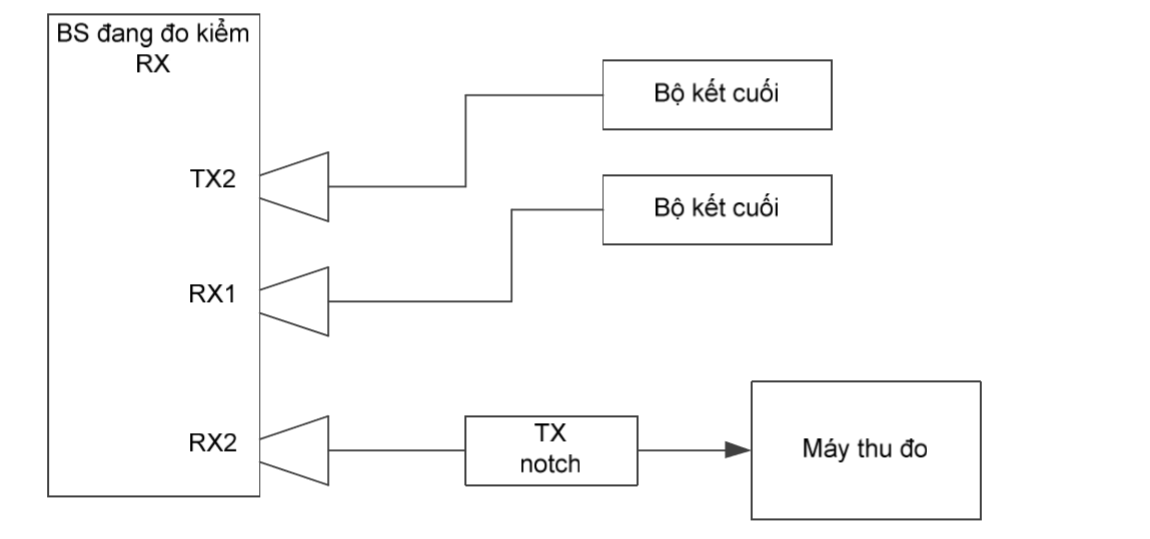 BS đang đo kiểm
RX
Bộ kết cuối
TX2
Bộ kết cuối
RX1
RX2
TX
notch
Máy thu đo